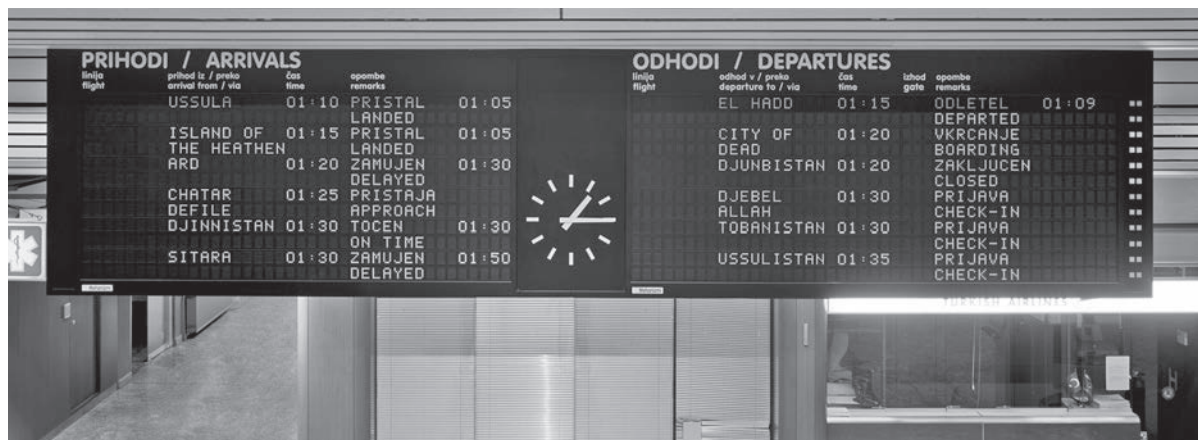 PRIHODI / ARRIVALS
linija prihod iz / preko čas opombe
flight arrival from / via time remarks
USSULA 01:10 PRISTAL 01:05
LANDED
ISLAND OF 01:15 PRISTAL 01:05
THE HEATHEN LANDED
ARD 01:20 ZAMUJEN 01:30
DELAYED
CHATAR 01:25 PRISTAJA
DEFILE APPROACH
DJINNISTAN 01:30 TOCEN 01:30
ON TIME
SITARA 01:30 ZAMUJEN 01:50
DELAYED
ODHODI / DEPARTURES
linija odhod v / preko čas izhod opombe
flight departure to / via time gate remarks
EL HADD 01:15 ODLETEL 01:09
DEPARTED
CITY OF 01:20 VKRCANJE
DEAD BOARDING
DJUNBISTAN 01:20 ZAKLJUCEN
CLOSED
DJEBEL 01:30 PRIJAVA
ALLAH CHECK-IN
TOBANISTAN 01:30 PRIJAVA
CHECK-IN
USSULISTAN 01:35 PRIJAVA
CHECK-IN
TURKISH AIRLINES